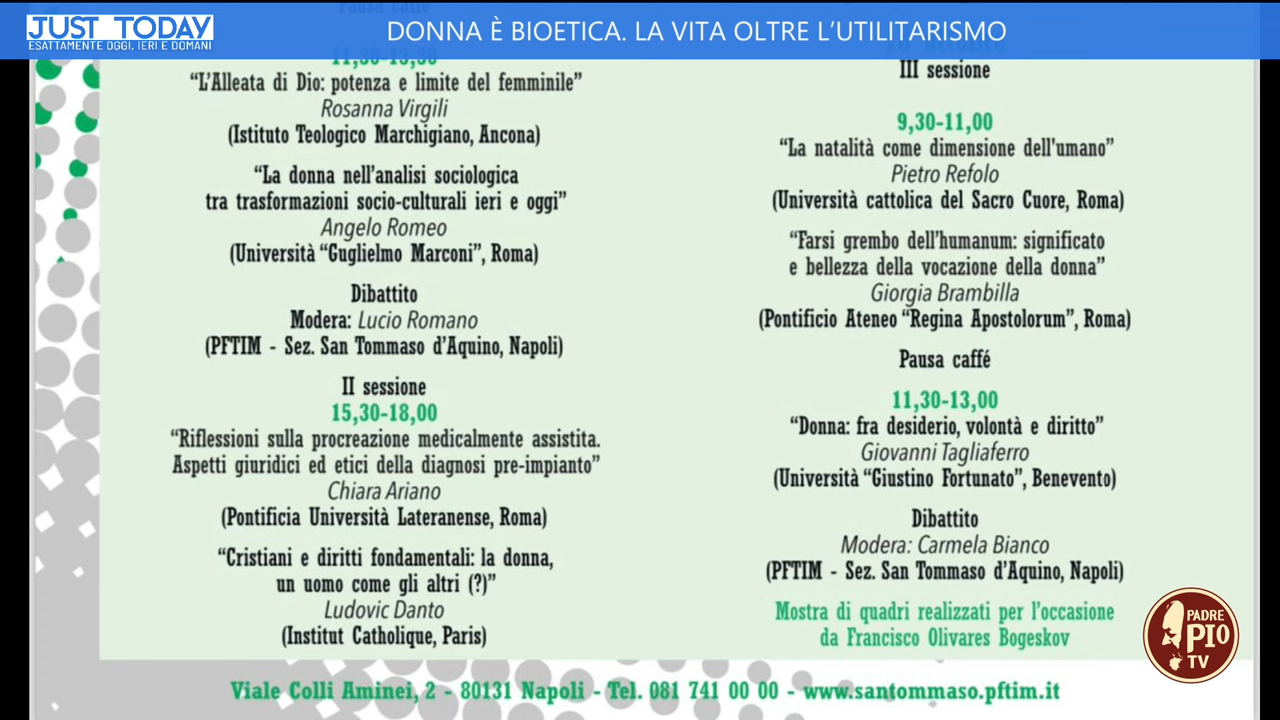 JUST TODAY
ESATTAMENTE OGGI, IERI E DOMANI
DONNA È BIOETICA. LA VITA OLTRE L'UTILITARISMO
Pausa caffé
11,30-13,30
“L'Alleata di Dio: potenza e limite del femminile”
Rosanna Virgili
(Istituto Teologico Marchigiano, Ancona)
“La donna nell'analisi sociologica
tra trasformazioni socio-culturali ieri e oggi”
Angelo Romeo
(Università “Guglielmo Marconi”, Roma)
Dibattito
Modera: Lucio Romano
(PFTIM - Sez. San Tommaso d'Aquino, Napoli)
II sessione
15,30-18,00
“Riflessioni sulla procreazione medicalmente assistita.
Aspetti giuridici ed etici della diagnosi pre-impianto”
Chiara Ariano
(Pontificia Università Lateranense, Roma)
“Cristiani e diritti fondamentali: la donna,
un uomo come gli altri (?)”
Ludovic Danto
(Institut Catholique, Paris)
III sessione
9,30-11,00
“La natalità come dimensione dell'umano”
Pietro Refolo
(Università cattolica del Sacro Cuore, Roma)
“Farsi grembo dell'humanum: significato
e bellezza della vocazione della donna”
Giorgia Brambilla
(Pontificio Ateneo “Regina Apostolorum”, Roma)
Pausa caffé
11,30-13,00
“Donna: fra desiderio, volontà e diritto”
Giovanni Tagliaferro
(Università “Giustino Fortunato”, Benevento)
Dibattito
Modera: Carmela Bianco
(PFTIM - Sez. San Tommaso d'Aquino, Napoli)
Mostra di quadri realizzati per l'occasione
da Francisco Olivares Bogeskov
PADRE
PIO
TV
Viale Colli Aminei, 2 - 80131 Napoli - Tel. 081 741 00 00 - www.santommaso.pftim.it